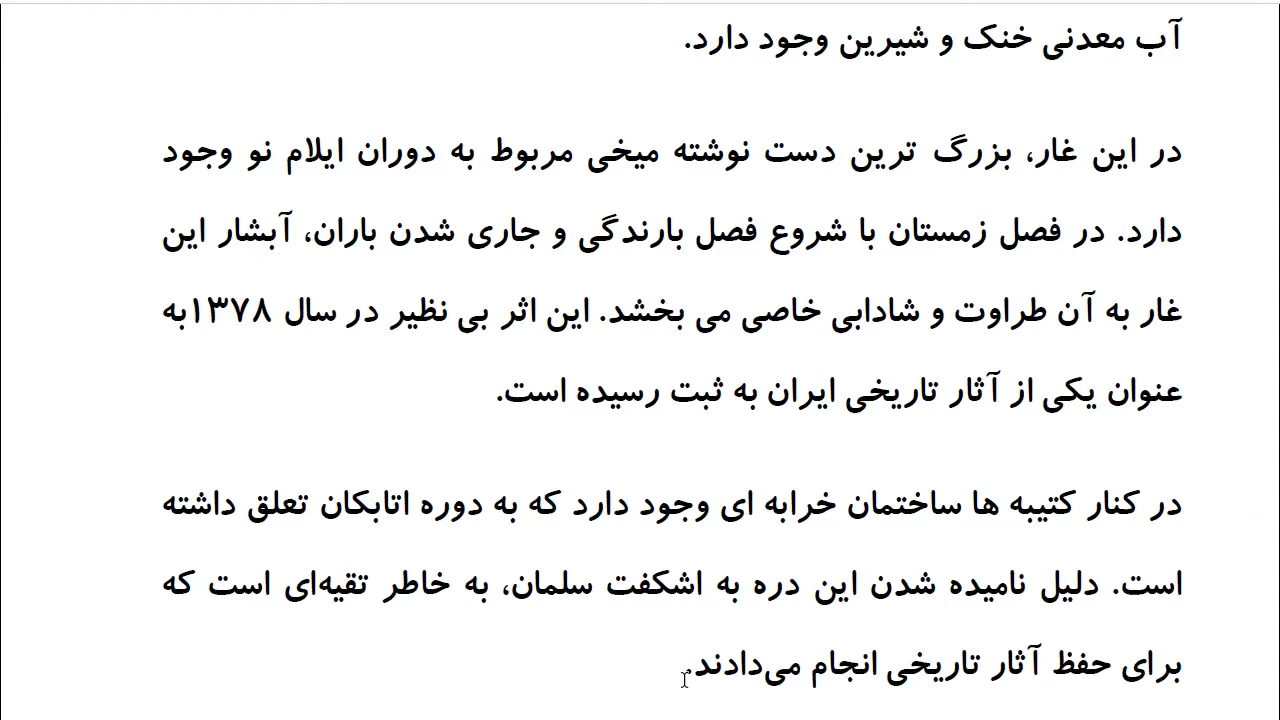 آب معدنی خنک و شیرین وجود دارد.
در این غار، بزرگ ترین دست نوشته میخی مربوط به دوران ایلام نو وجود
دارد. در فصل زمستان با شروع فصل بارندگی و جاری شدن باران، آبشار این
غار به آن طراوت و شادابی خاصی می بخشد. این اثر بی نظیر در سال ۱۳۷۸به
عنوان یکی از آثار تاریخی ایران به ثبت رسیده است.
در کنار کتیبه ها ساختمان خرابه ای وجود دارد که به دوره اتابکان تعلق داشته
است. دلیل نامیده شدن این دره به اشکفت سلمان، به خاطر تقیه‌ای است که
برای حفظ آثار تاریخی انجام می‌دادند.